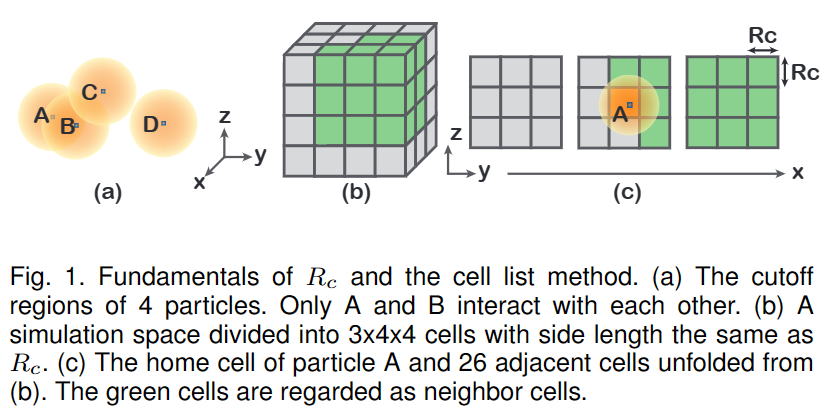 A
B
C
D
z
y
x
(a)
(b)
z
y
A
Rc
Rc
x
(c)
Fig. 1. Fundamentals of Rc and the cell list method. (a) The cutoff
regions of 4 particles. Only A and B interact with each other. (b) A
simulation space divided into 3x4x4 cells with side length the same as
Rc. (c) The home cell of particle A and 26 adjacent cells unfolded from
(b). The green cells are regarded as neighbor cells.